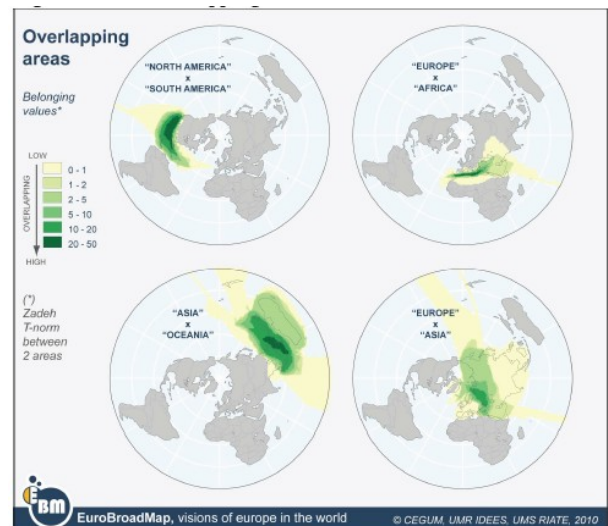 Overlapping
areas
Belonging
values*
LOW
OVERLAPPING
HIGH
0 - 1
1 - 2
2 - 5
5 - 10
10 - 20
20 - 50
(*)
Zadeh
T-norm
between
2 areas
“NORTH AMERICA”
x
“SOUTH AMERICA”
“EUROPE”
x
“AFRICA”
“ASIA”
x
“OCEANIA”
“EUROPE”
x
“ASIA”
EBM
EuroBroadMap, visions of europe in the world
© CEGUM, UMR IDEES, UMS RIATE, 2010